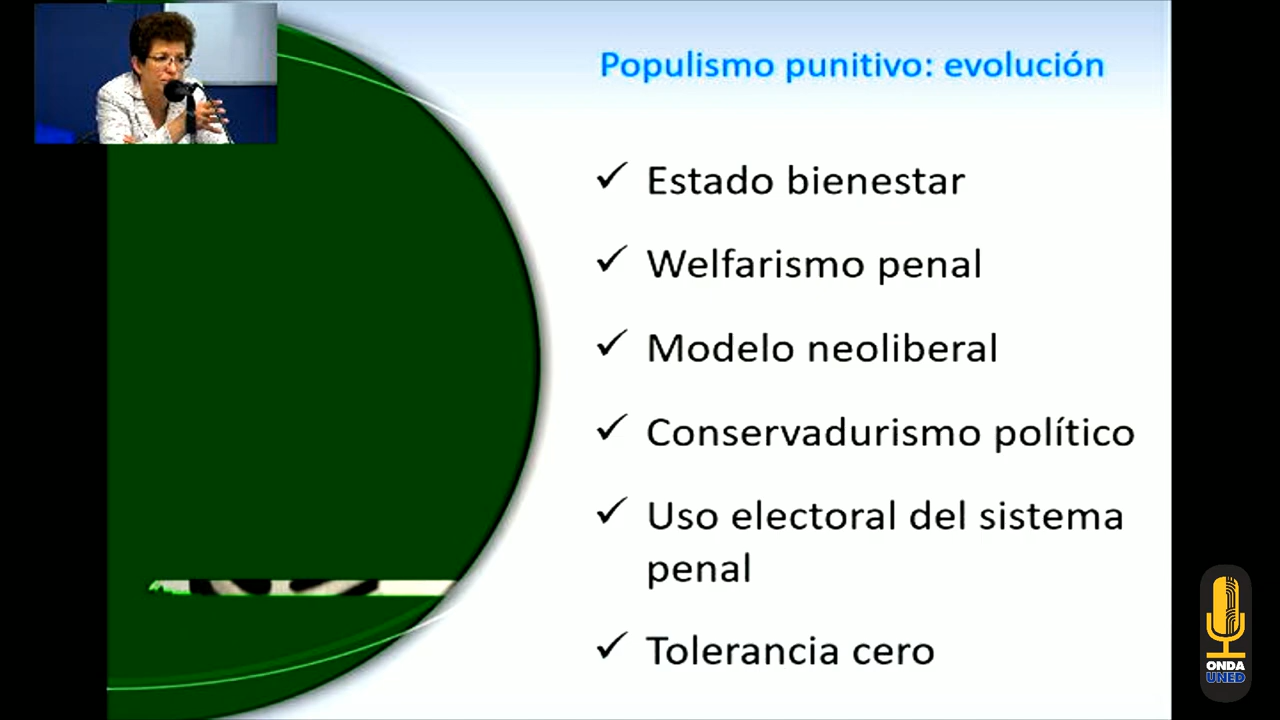 Populismo punitivo: evolución
✓ Estado bienestar
✓ Welfarismo penal
✓ Modelo neoliberal
✓ Conservadurismo político
✓ Uso electoral del sistema
penal
✓ Tolerancia cero
ONDA
UNED